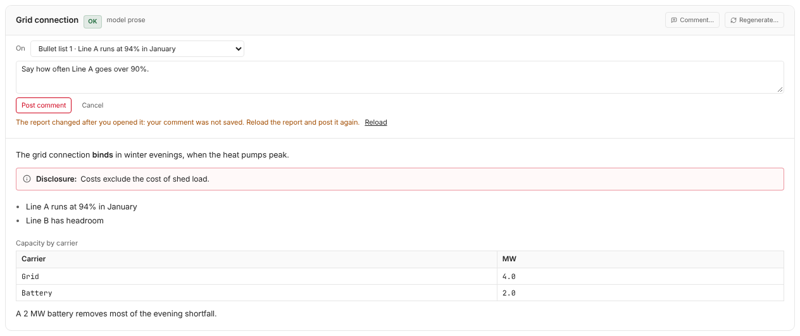 Grid connection OK model prose Comment... Regenerate...
On Bullet list 1 · Line A runs at 94% in January
Say how often Line A goes over 90%.
Post comment Cancel
The report changed after you opened it: your comment was not saved. Reload the report and post it again. Reload
The grid connection binds in winter evenings, when the heat pumps peak.
Disclosure: Costs exclude the cost of shed load.
• Line A runs at 94% in January
• Line B has headroom
Capacity by carrier
Carrier MW
Grid 4.0
Battery 2.0
A 2 MW battery removes most of the evening shortfall.